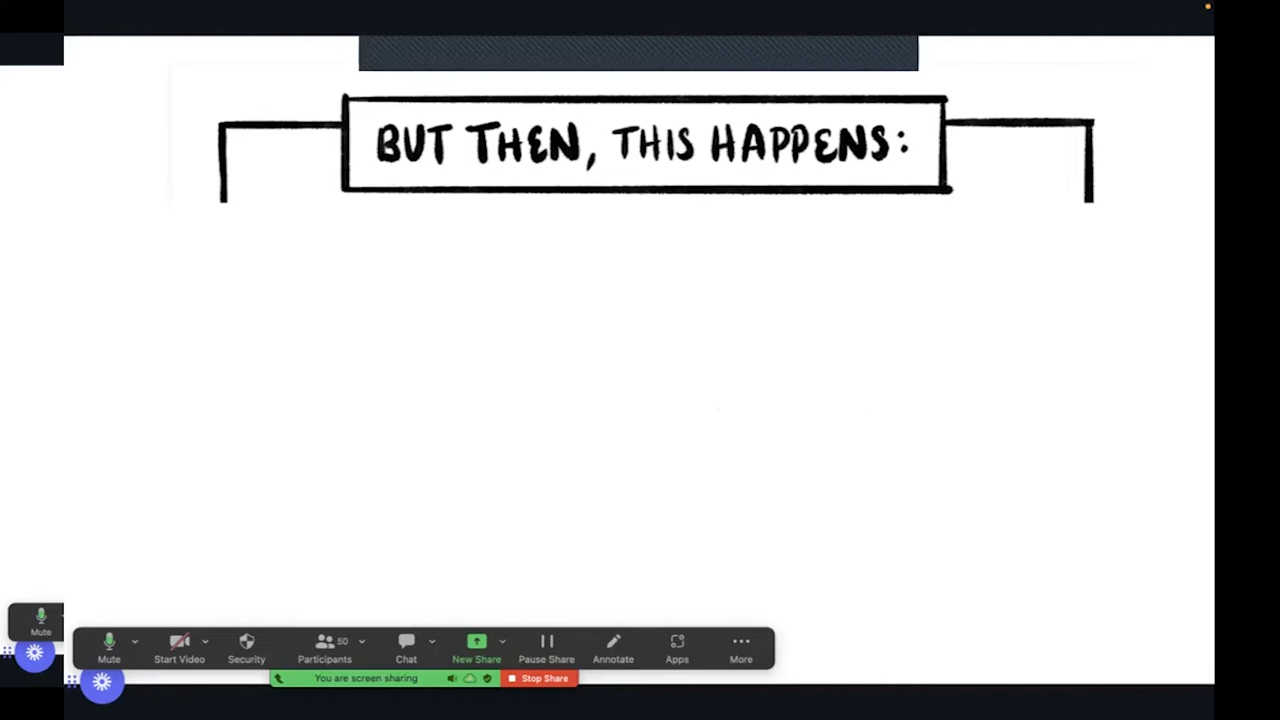 BUT THEN, THIS HAPPENS:
Mute
Mute
Start Video
Security
Participants
50
Chat
New Share
Pause Share
Annotate
Apps
More
You are screen sharing
Stop Share